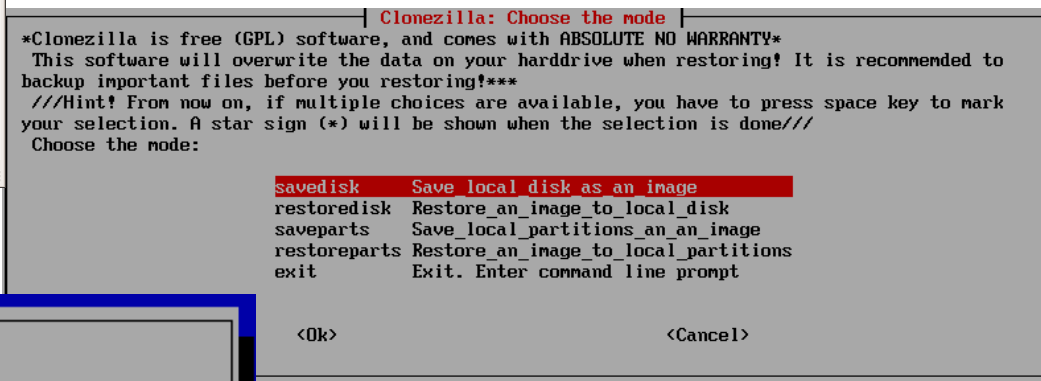 Clonezilla: Choose the mode
*Clonezilla is free (GPL) software, and comes with ABSOLUTE NO WARRANTY*
This software will overwrite the data on your harddrive when restoring! It is recommended to
backup important files before you restoring!***
///Hint! From now on, if multiple choices are available, you have to press space key to mark
your selection. A star sign (*) will be shown when the selection is done///
Choose the mode:
savedisk Save_local_disk_as_an_image
restoredisk Restore_an_image_to_local_disk
saveparts Save_local_partitions_an_an_image
restoreparts Restore_an_image_to_local_partitions
exit Exit. Enter command line prompt
<Ok> <Cancel>